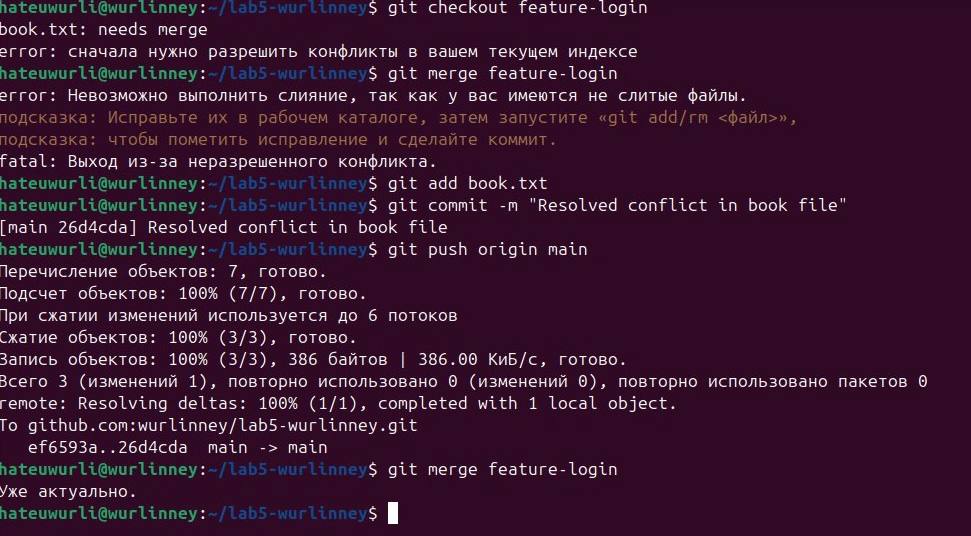 hateuwurli@wurlinney:~/lab5-wurlinney$ git checkout feature-login
book.txt: needs merge
error: сначала нужно разрешить конфликты в вашем текущем индексе
hateuwurli@wurlinney:~/lab5-wurlinney$ git merge feature-login
error: Невозможно выполнить слияние, так как у вас имеются не слитые файлы.
подсказка: Исправьте их в рабочем каталоге, затем запустите «git add/rm <файл>»,
подсказка: чтобы пометить исправление и сделайте коммит.
fatal: Выход из-за неразрешенного конфликта.
hateuwurli@wurlinney:~/lab5-wurlinney$ git add book.txt
hateuwurli@wurlinney:~/lab5-wurlinney$ git commit -m "Resolved conflict in book file"
[main 26d4cda] Resolved conflict in book file
hateuwurli@wurlinney:~/lab5-wurlinney$ git push origin main
Перечисление объектов: 7, готово.
Подсчет объектов: 100% (7/7), готово.
При сжатии изменений используется до 6 потоков
Сжатие объектов: 100% (3/3), готово.
Запись объектов: 100% (3/3), 386 байтов | 386.00 КиБ/с, готово.
Всего 3 (изменений 1), повторно использовано 0 (изменений 0), повторно использовано пакетов 0
remote: Resolving deltas: 100% (1/1), completed with 1 local object.
To github.com:wurlinney/lab5-wurlinney.git
   ef6593a..26d4cda  main -> main
hateuwurli@wurlinney:~/lab5-wurlinney$ git merge feature-login
Уже актуально.
hateuwurli@wurlinney:~/lab5-wurlinney$